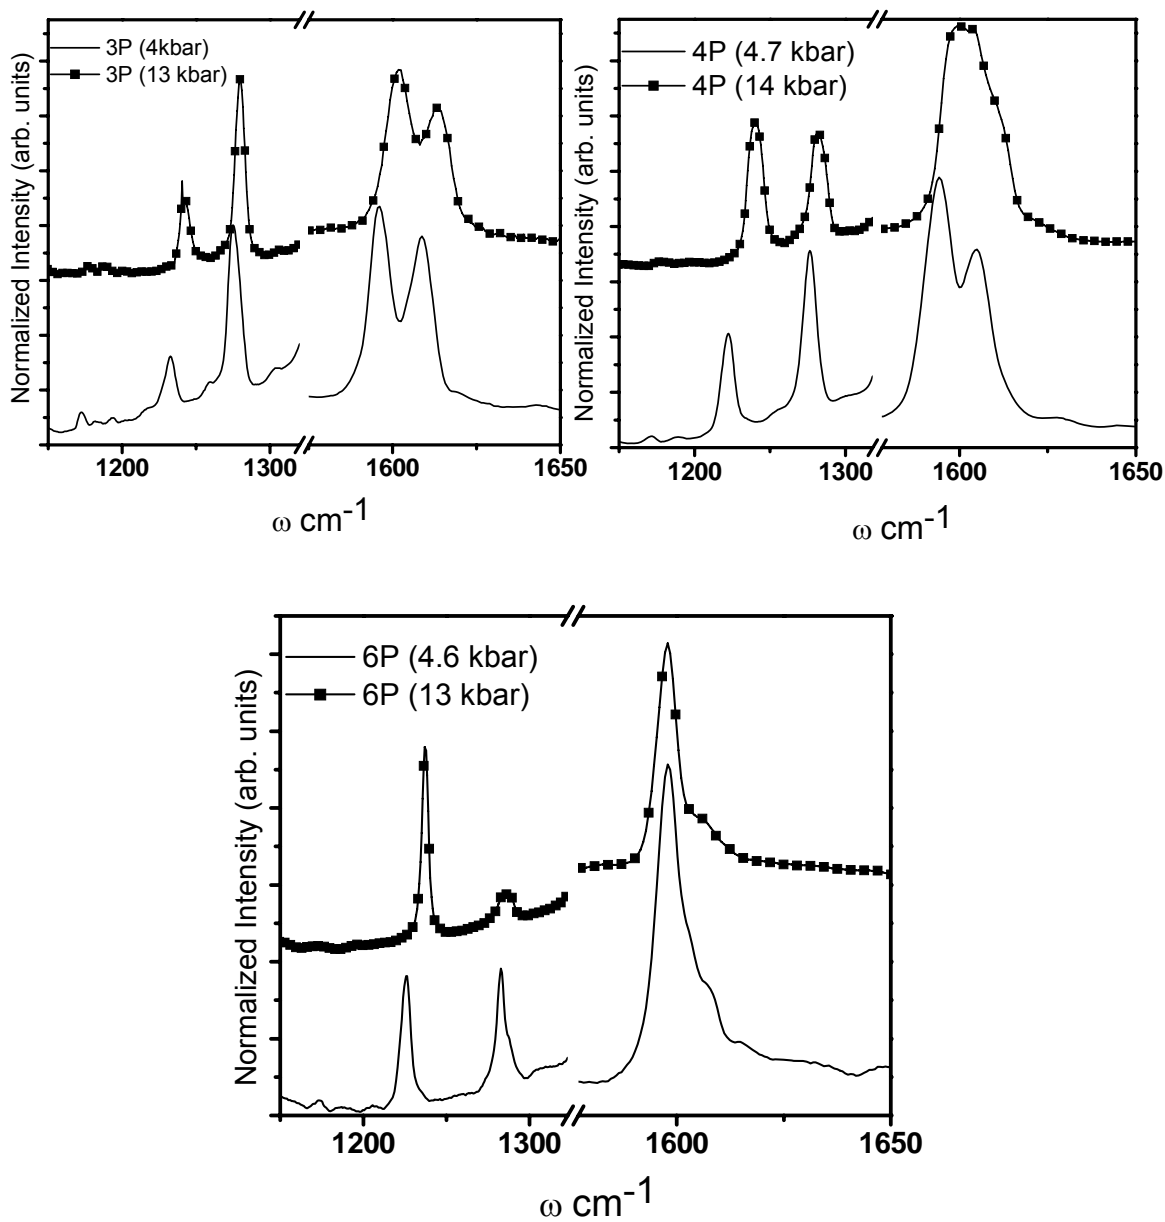 3P (4kbar)
3P (13 kbar)
Normalized Intensity (arb. units)
1200
1300
1600
1650
ω cm-1
4P (4.7 kbar)
4P (14 kbar)
Normalized Intensity (arb. units)
1200
1300
1600
1650
ω cm-1
6P (4.6 kbar)
6P (13 kbar)
Normalized Intensity (arb. units)
1200
1300
1600
1650
ω cm-1